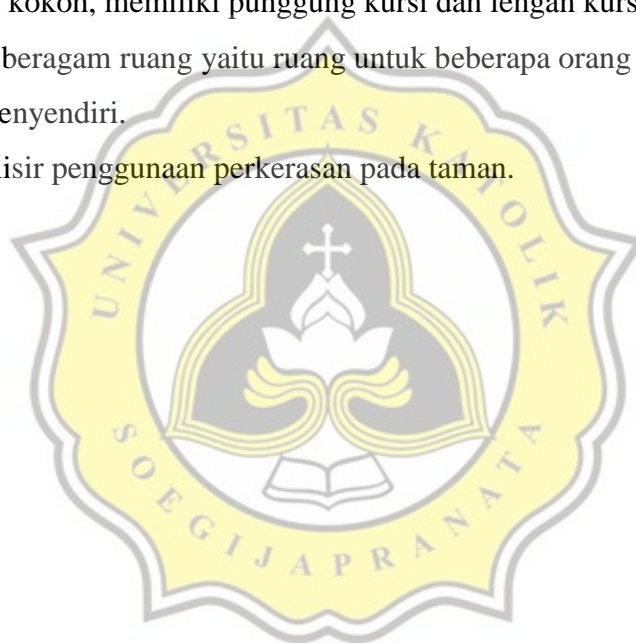 kokoh, memiliki punggung kursi dan lengan kurs
beragam ruang yaitu ruang untuk beberapa orang
enyendiri.
isir penggunaan perkerasan pada taman.
UNIVERSITAS KATOLIK
SOEGIJAPRANATA